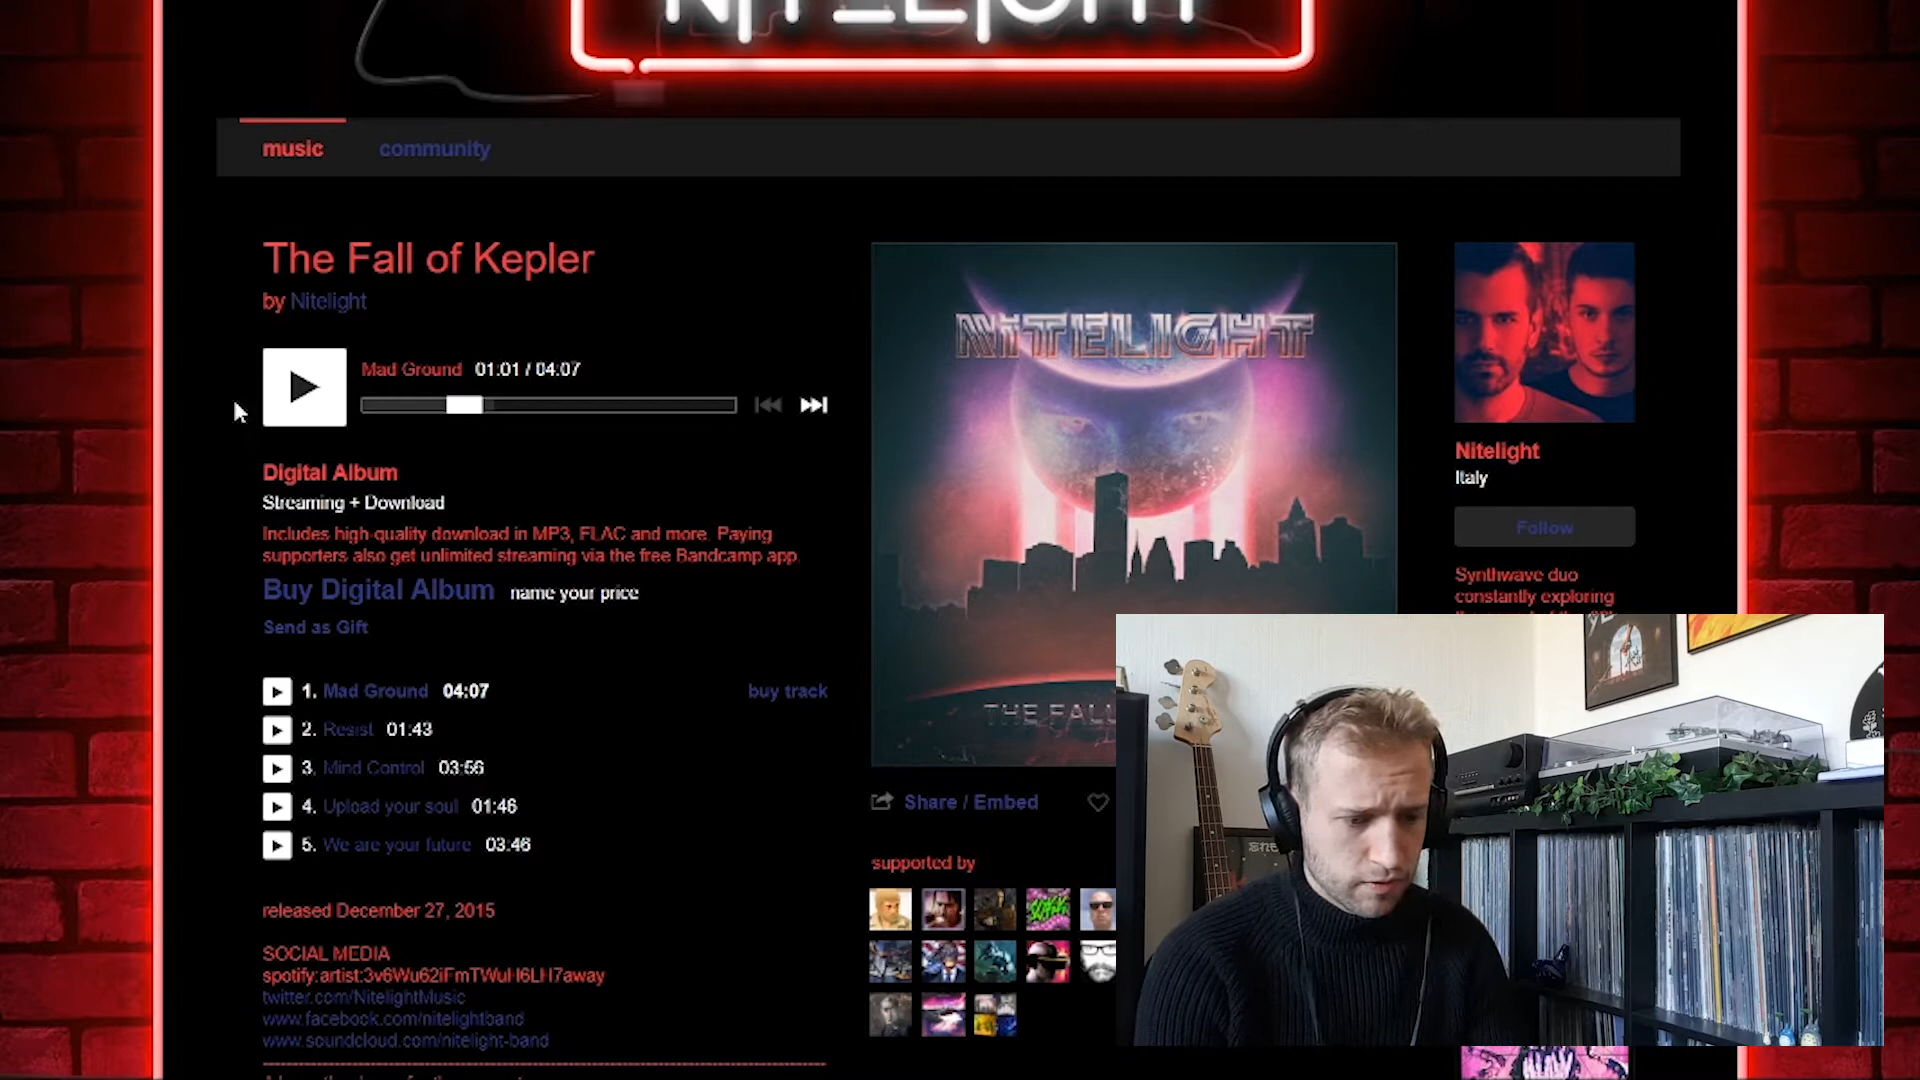 NITELIGHT
music community
The Fall of Kepler
by Nitelight
Mad Ground 01:01 / 04:07
Digital Album
Streaming + Download
Includes high-quality download in MP3, FLAC and more. Paying
supporters also get unlimited streaming via the free Bandcamp app.
Buy Digital Album name your price
Send as Gift
1. Mad Ground 04:07 buy track
2. Resist 01:43
3. Mind Control 03:56
4. Upload your soul 01:46
5. We are your future 03:46
released December 27, 2015
SOCIAL MEDIA
spotify:artist:3v6Wu62iFmTWuH6LH7away
twitter.com/NitelightMusic
www.facebook.com/nitelightband
www.soundcloud.com/nitelight-band
NITELIGHT
THE FALL
Share / Embed
supported by
Nitelight
Italy
Follow
Synthwave duo
constantly exploring